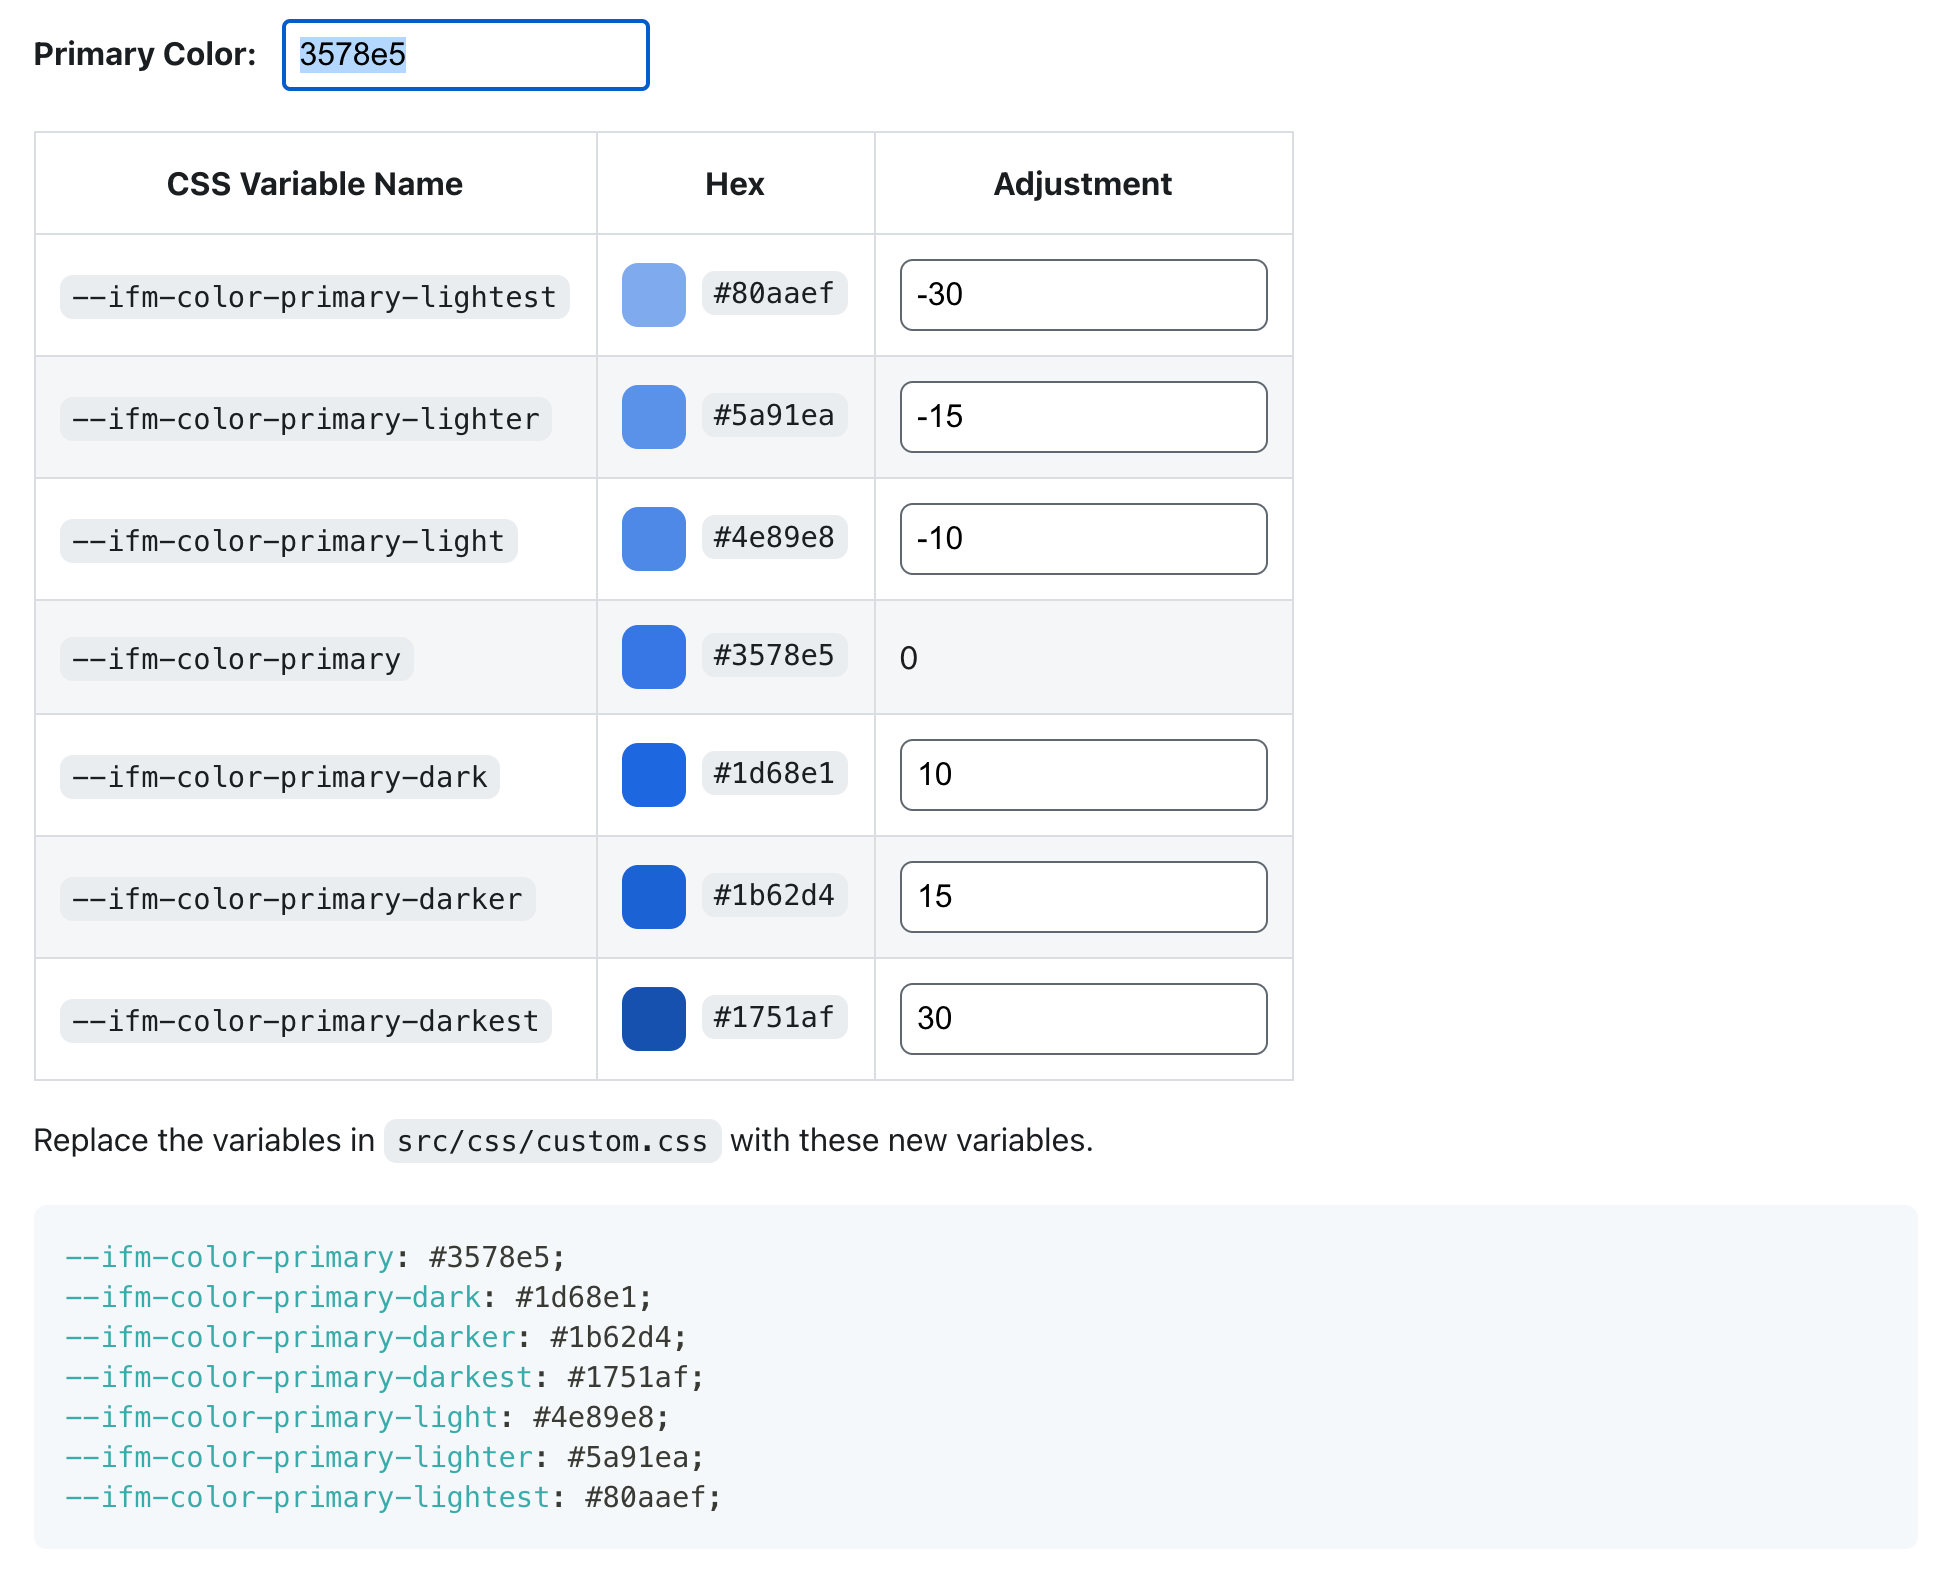 Primary Color: 3578e5
CSS Variable Name Hex Adjustment
--ifm-color-primary-lightest #80aaef -30
--ifm-color-primary-lighter #5a91ea -15
--ifm-color-primary-light #4e89e8 -10
--ifm-color-primary #3578e5 0
--ifm-color-primary-dark #1d68e1 10
--ifm-color-primary-darker #1b62d4 15
--ifm-color-primary-darkest #1751af 30
Replace the variables in src/css/custom.css with these new variables.
--ifm-color-primary: #3578e5;
--ifm-color-primary-dark: #1d68e1;
--ifm-color-primary-darker: #1b62d4;
--ifm-color-primary-darkest: #1751af;
--ifm-color-primary-light: #4e89e8;
--ifm-color-primary-lighter: #5a91ea;
--ifm-color-primary-lightest: #80aaef;